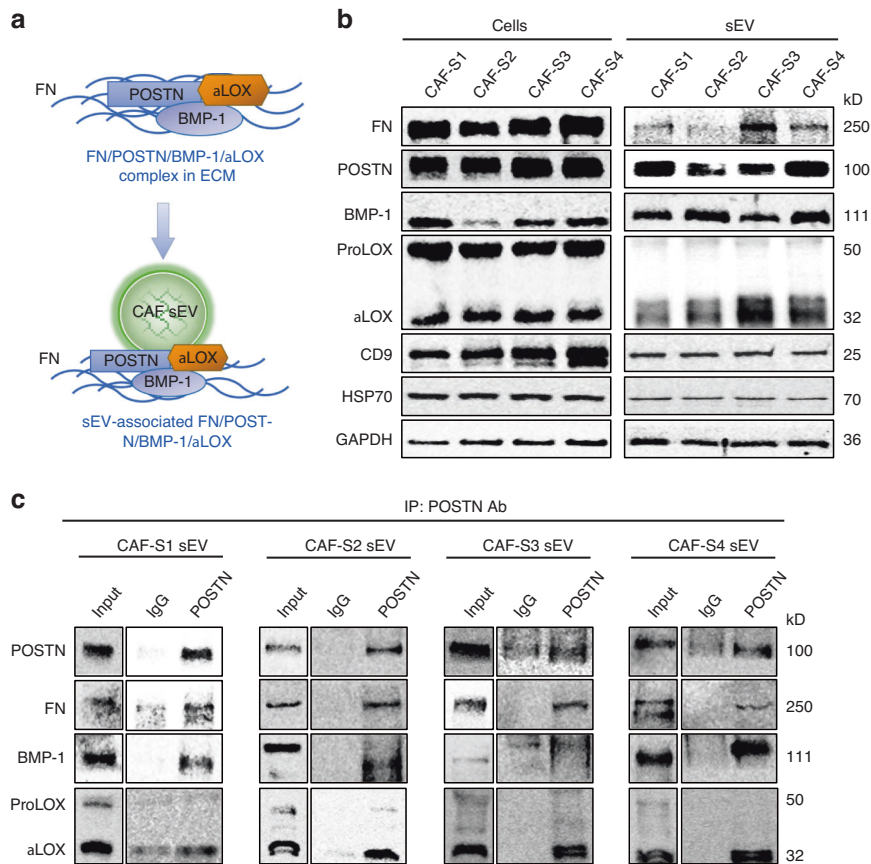 a
FN
POSTN
aLOX
BMP-1
FN/POSTN/BMP-1/aLOX
complex in ECM
CAF sEV
FN
POSTN
aLOX
BMP-1
sEV-associated FN/POST-
N/BMP-1/aLOX
b
Cells
sEV
CAF-S1
CAF-S2
CAF-S3
CAF-S4
CAF-S1
CAF-S2
CAF-S3
CAF-S4
kD
FN
250
POSTN
100
BMP-1
111
ProLOX
50
aLOX
32
CD9
25
HSP70
70
GAPDH
36
c
IP: POSTN Ab
CAF-S1 sEV
CAF-S2 sEV
CAF-S3 sEV
CAF-S4 sEV
Input
IgG
POSTN
Input
IgG
POSTN
Input
IgG
POSTN
Input
IgG
POSTN
kD
POSTN
100
FN
250
BMP-1
111
ProLOX
50
aLOX
32